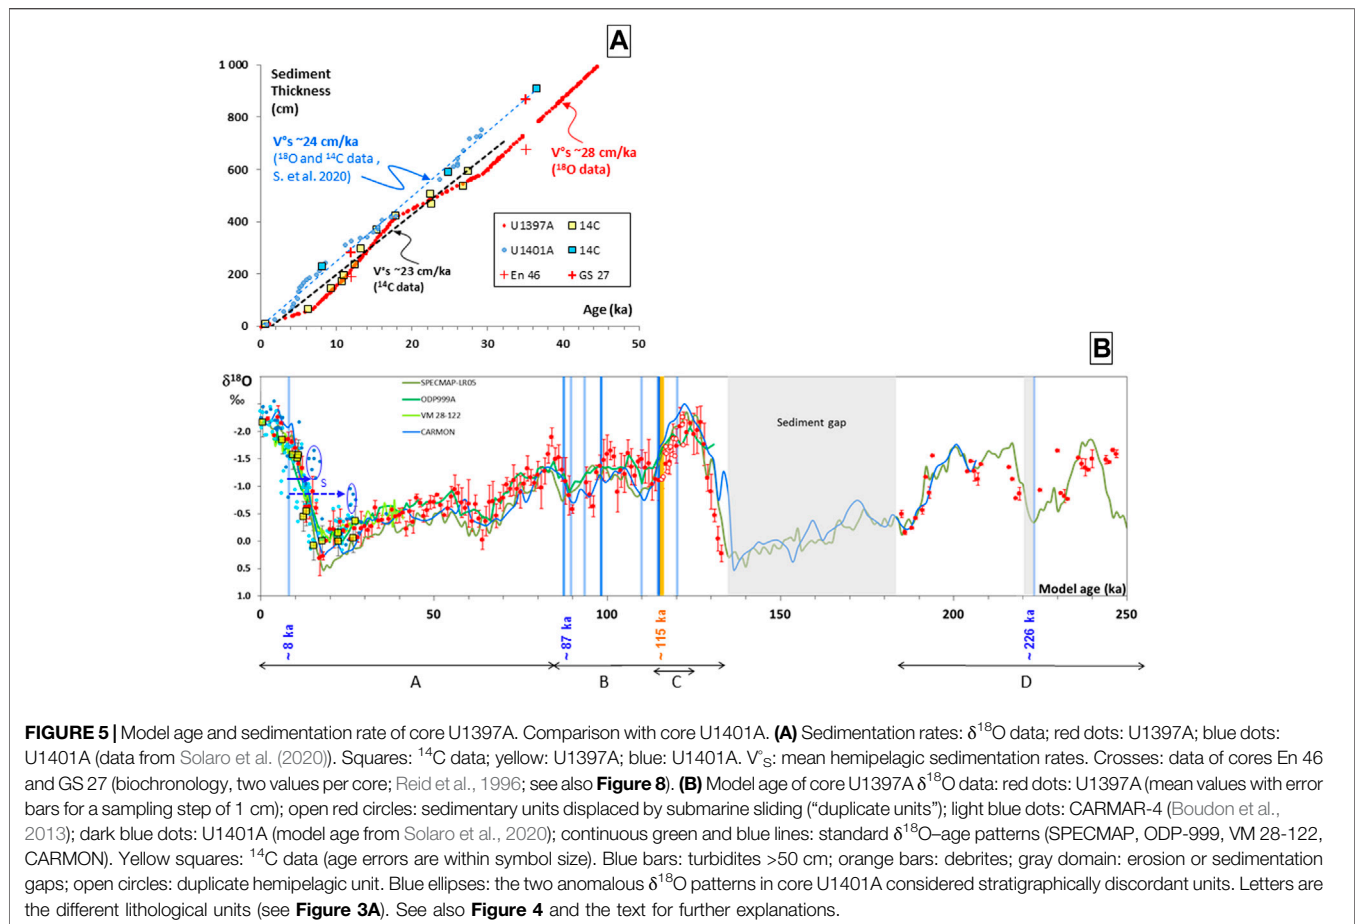 A
1 000
800
600
400
200
0
Sediment
Thickness
(cm)
V°s ~24 cm/ka
(¹⁸O and ¹⁴C data ,
S. et al. 2020)
V°s ~28 cm/ka
(¹⁸O data)
U1397A 14C
U1401A 14C
En 46 GS 27
V°s ~23 cm/ka
(¹⁴C data)
Age (ka)
0 10 20 30 40 50
B
δ¹⁸O
‰
-2.0
-1.5
-1.0
-0.5
0.0
0.5
1.0
SPECMAP-LR05
ODP999A
VM 28-122
CARMON
Sediment gap
S
Model age (ka)
0 50 100 150 200 250
~ 8 ka
~ 87 ka
~ 115 ka
~ 226 ka
A B C D
FIGURE 5 | Model age and sedimentation rate of core U1397A. Comparison with core U1401A. (A) Sedimentation rates: δ¹⁸O data; red dots: U1397A; blue dots:
U1401A (data from Solaro et al. (2020)). Squares: ¹⁴C data; yellow: U1397A; blue: U1401A. V°s: mean hemipelagic sedimentation rates. Crosses: data of cores En 46
and GS 27 (biochronology, two values per core; Reid et al., 1996; see also Figure 8). (B) Model age of core U1397A δ¹⁸O data: red dots: U1397A (mean values with error
bars for a sampling step of 1 cm); open red circles: sedimentary units displaced by submarine sliding (“duplicate units”); light blue dots: CARMAR-4 (Boudon et al.,
2013); dark blue dots: U1401A (model age from Solaro et al., 2020); continuous green and blue lines: standard δ¹⁸O–age patterns (SPECMAP, ODP-999, VM 28-122,
CARMON). Yellow squares: ¹⁴C data (age errors are within symbol size). Blue bars: turbidites >50 cm; orange bars: debrites; gray domain: erosion or sedimentation
gaps; open circles: duplicate hemipelagic unit. Blue ellipses: the two anomalous δ¹⁸O patterns in core U1401A considered stratigraphically discordant units. Letters are
the different lithological units (see Figure 3A). See also Figure 4 and the text for further explanations.